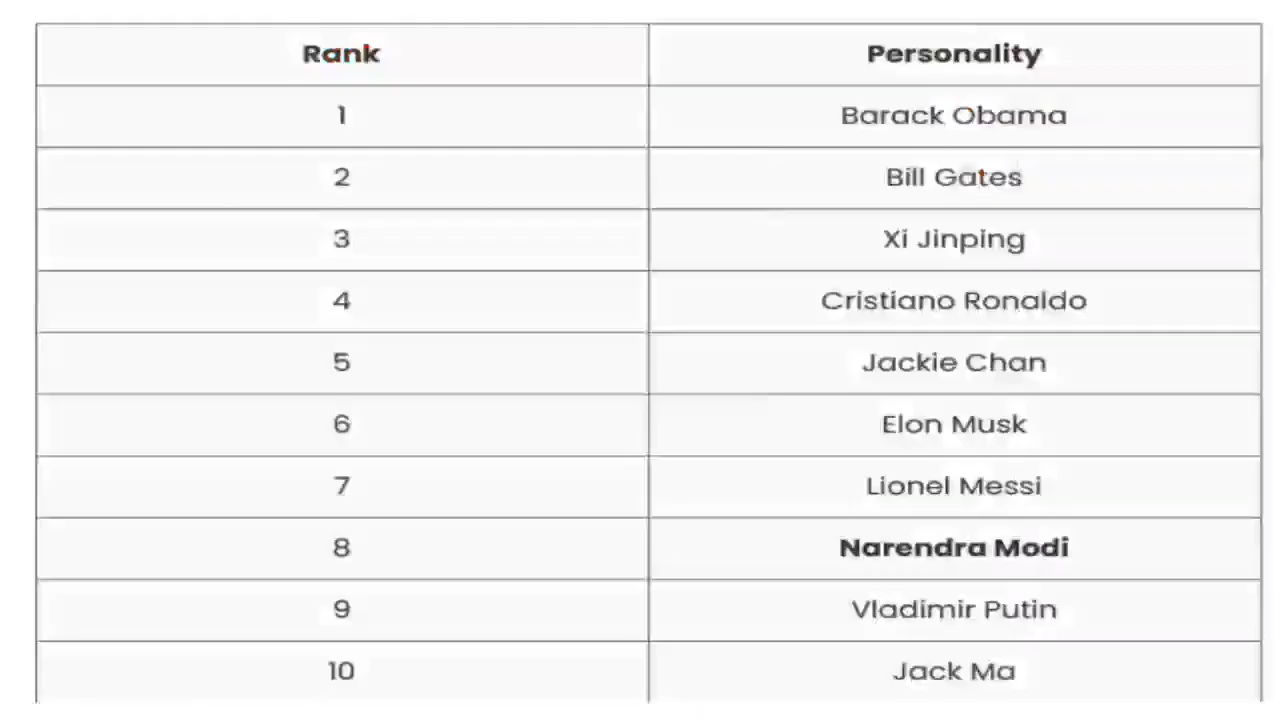 Rank Personality
1 Barack Obama
2 Bill Gates
3 Xi Jinping
4 Cristiano Ronaldo
5 Jackie Chan
6 Elon Musk
7 Lionel Messi
8 Narendra Modi
9 Vladimir Putin
10 Jack Ma